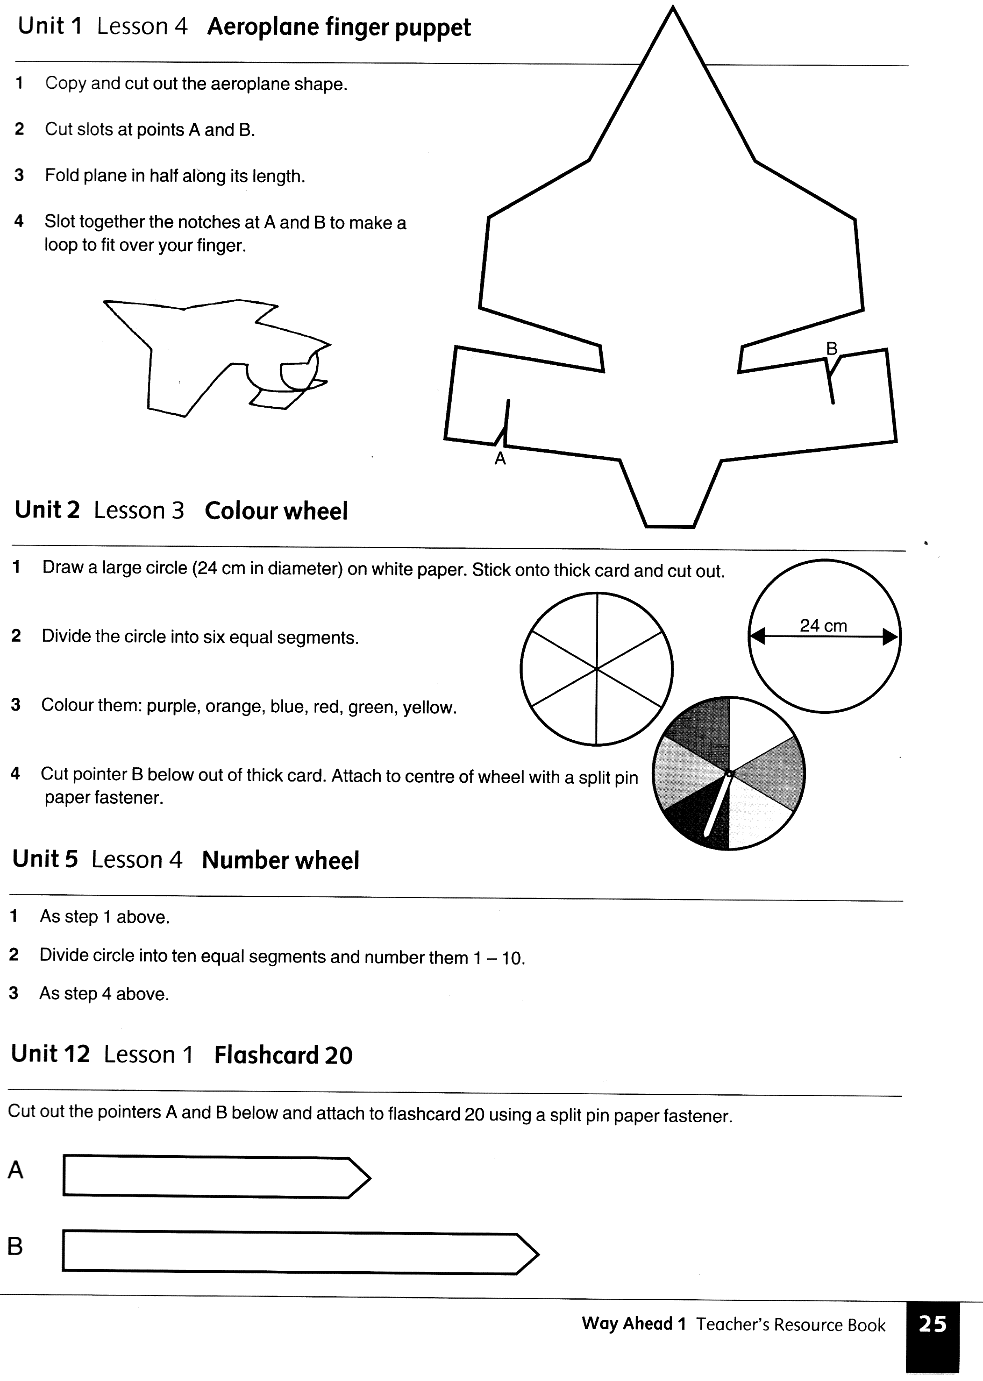 Unit 1 Lesson 4 Aeroplane finger puppet
1 Copy and cut out the aeroplane shape.
2 Cut slots at points A and B.
3 Fold plane in half along its length.
4 Slot together the notches at A and B to make a
loop to fit over your finger.
B
A
Unit 2 Lesson 3 Colour wheel
1 Draw a large circle (24 cm in diameter) on white paper. Stick onto thick card and cut out.
24 cm
2 Divide the circle into six equal segments.
3 Colour them: purple, orange, blue, red, green, yellow.
4 Cut pointer B below out of thick card. Attach to centre of wheel with a split pin
paper fastener.
Unit 5 Lesson 4 Number wheel
1 As step 1 above.
2 Divide circle into ten equal segments and number them 1 – 10.
3 As step 4 above.
Unit 12 Lesson 1 Flashcard 20
Cut out the pointers A and B below and attach to flashcard 20 using a split pin paper fastener.
A
B
Way Ahead 1 Teacher's Resource Book 25